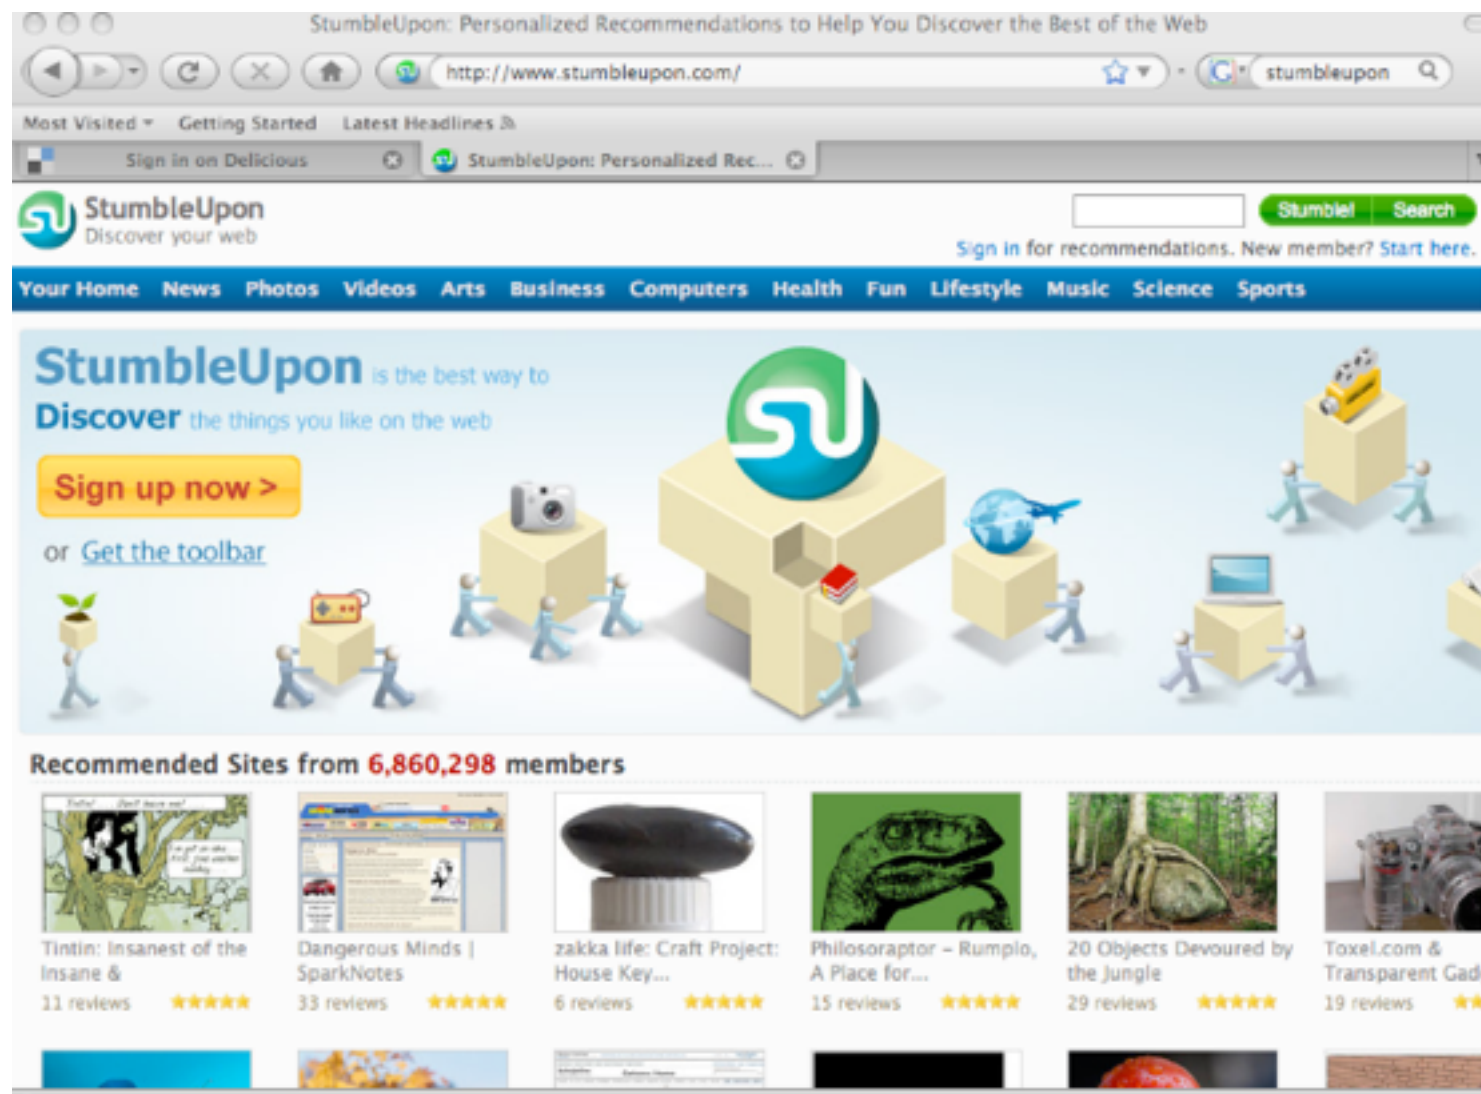 StumbleUpon: Personalized Recommendations to Help You Discover the Best of the Web
http://www.stumbleupon.com/
stumbleupon
Most Visited Getting Started Latest Headlines
Sign in on Delicious
StumbleUpon: Personalized Rec...
StumbleUpon
Discover your web
Stumble! Search
Sign in for recommendations. New member? Start here.
Your Home News Photos Videos Arts Business Computers Health Fun Lifestyle Music Science Sports
StumbleUpon is the best way to
Discover the things you like on the web
Sign up now >
or Get the toolbar
Recommended Sites from 6,860,298 members
Tintin: Insanest of the
Insane &
11 reviews
Dangerous Minds |
SparkNotes
33 reviews
zakka life: Craft Project:
House Key...
6 reviews
Philosoraptor – Rumplo,
A Place for...
15 reviews
20 Objects Devoured by
the Jungle
29 reviews
Toxel.com &
Transparent Gad
19 reviews